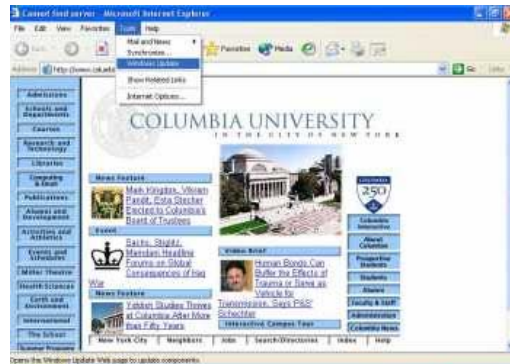 Cannot find server - Microsoft Internet Explorer
File Edit View Favorites Tools Help
Mail and News
Synchronize...
Windows Update
Show Related Links
Internet Options...
Favorites Media
Go Links
COLUMBIA UNIVERSITY
IN THE CITY OF NEW YORK
Admissions
Schools and
Departments
Courses
Research and
Technology
Libraries
Computing
& Email
Publications
Alumni and
Development
Activities and
Athletics
Events and
Schedules
Miller Theatre
Health Sciences
Earth and
Environment
International
The School
News Feature
Mark Kingdon, Vikram
Pandit, Esta Stecher
Elected to Columbia's
Board of Trustees
Event
Sachs, Stiglitz,
Headline
Forums on Global
Consequences of Iraq
War
News Feature
Yiddish Studies Thrives
at Columbia After More
than Fifty Years
Video Brief
Human Bonds Can
Buffer the Effects of
Trauma or Serve as
Vehicle for
Transmission, Says P&S'
Schechter
Interactive Campus Tour
COLUMBIA
250
Columbia
Interactive
About
Columbia
Prospective
Students
Students
Alumni
Faculty & Staff
Administration
Columbia News
New York City Neighbors Jobs Search/Directories Index Help
Opens the Windows Update Web page to update components.